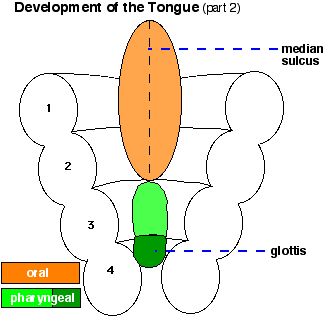 Development of the Tongue (part 2)
median
sulcus
1
2
3
glottis
oral
4
pharyngeal